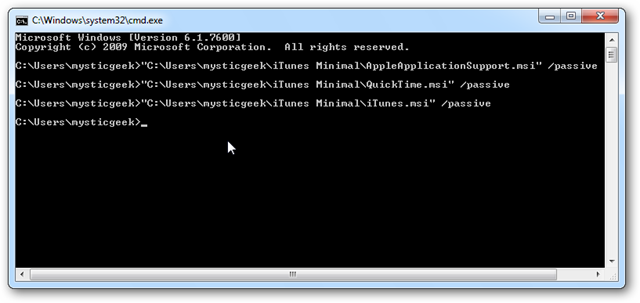 C:\Windows\system32\cmd.exe
Microsoft Windows [Version 6.1.7600]
Copyright (c) 2009 Microsoft Corporation.  All rights reserved.
C:\Users\mysticgeek>"C:\Users\mysticgeek\iTunes Minimal\AppleApplicationSupport.msi" /passive
C:\Users\mysticgeek>"C:\Users\mysticgeek\iTunes Minimal\QuickTime.msi" /passive
C:\Users\mysticgeek>"C:\Users\mysticgeek\iTunes Minimal\iTunes.msi" /passive
C:\Users\mysticgeek>_